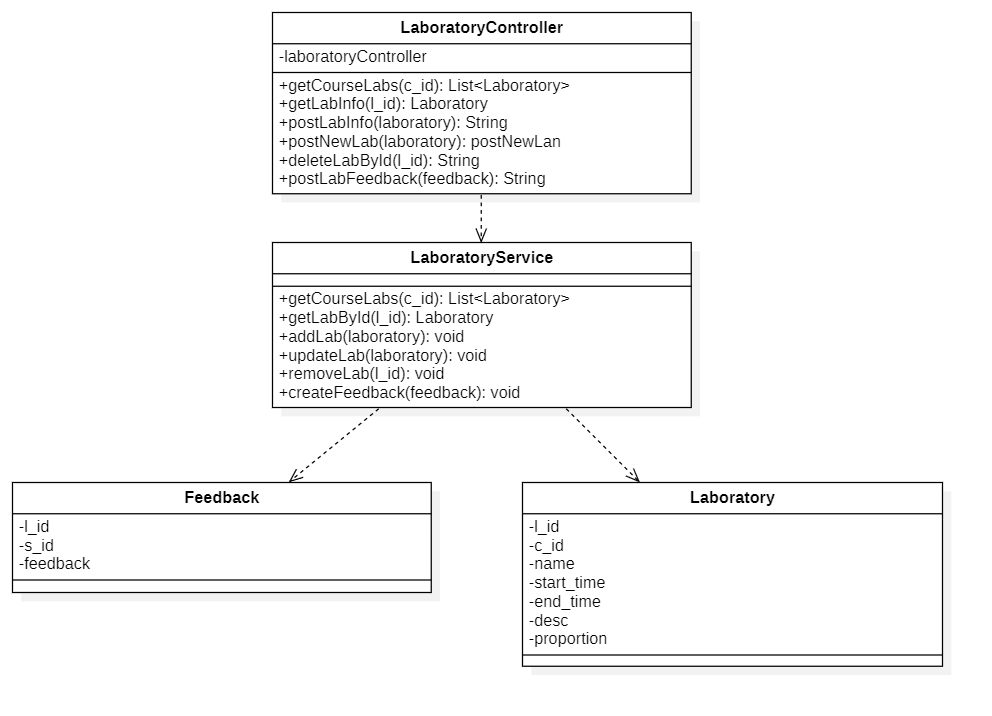 LaboratoryController
-laboratoryController
+getCourseLabs(c_id): List<Laboratory>
+getLabInfo(l_id): Laboratory
+postLabInfo(laboratory): String
+postNewLab(laboratory): postNewLan
+deleteLabById(l_id): String
+postLabFeedback(feedback): String
LaboratoryService
+getCourseLabs(c_id): List<Laboratory>
+getLabById(l_id): Laboratory
+addLab(laboratory): void
+updateLab(laboratory): void
+removeLab(l_id): void
+createFeedback(feedback): void
Feedback
-l_id
-s_id
-feedback
Laboratory
-l_id
-c_id
-name
-start_time
-end_time
-desc
-proportion